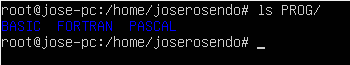 root@jose-pc:/home/joserosendo# ls PROG/
BASIC  FORTRAN  PASCAL
root@jose-pc:/home/joserosendo# _